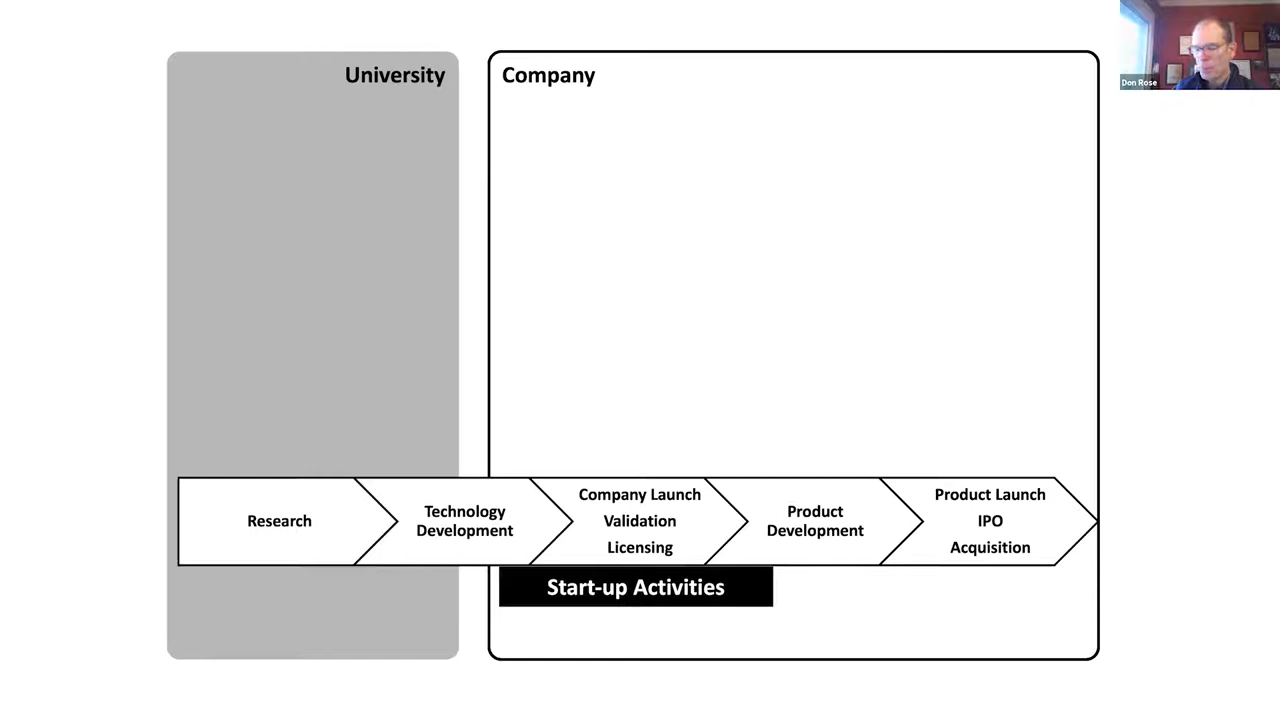 University
Company
Don Rose
Research
Technology
Development
Company Launch
Validation
Licensing
Product
Development
Product Launch
IPO
Acquisition
Start-up Activities